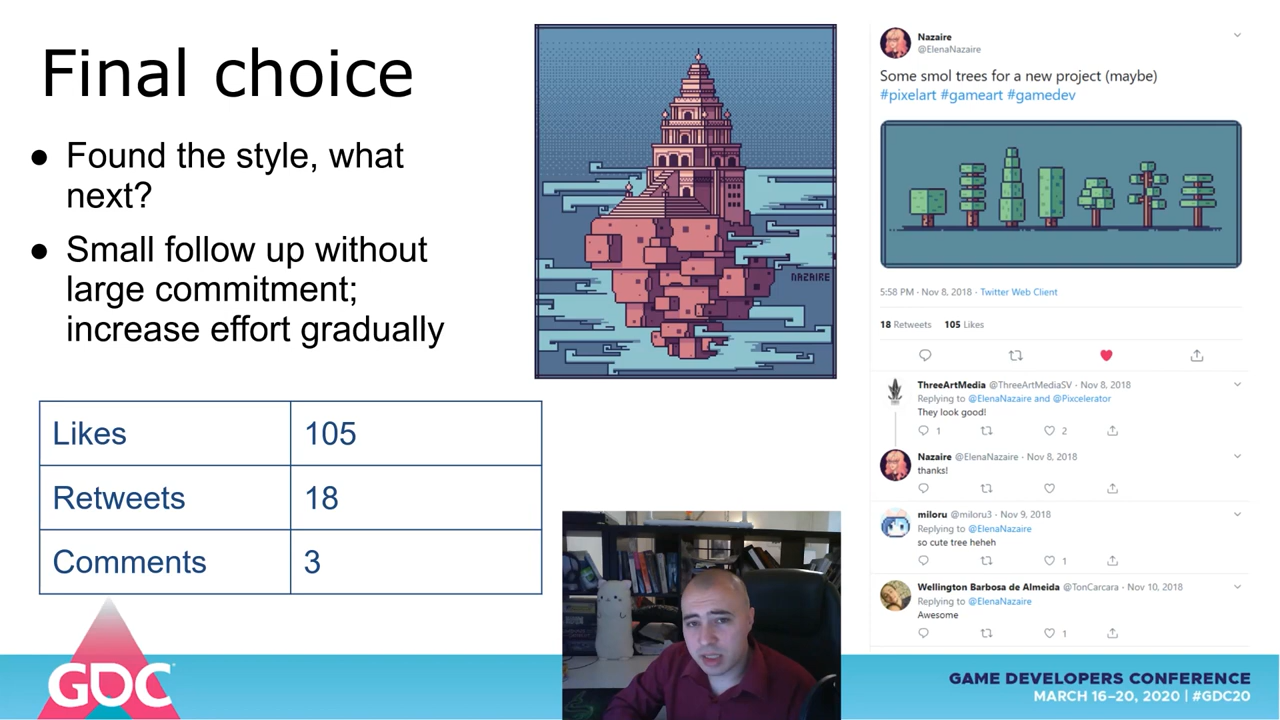 Final choice
● Found the style, what
next?
● Small follow up without
large commitment;
increase effort gradually
Likes 105
Retweets 18
Comments 3
NAZAIRE
Nazaire
@ElenaNazaire
Some smol trees for a new project (maybe)
#pixelart #gameart #gamedev
5:58 PM · Nov 8, 2018 · Twitter Web Client
18 Retweets 105 Likes
ThreeArtMedia @ThreeArtMediaSV · Nov 8, 2018
Replying to @ElenaNazaire and @Pixcelerator
They look good!
1 2
Nazaire @ElenaNazaire · Nov 8, 2018
thanks!
miloru @miloru3 · Nov 9, 2018
Replying to @ElenaNazaire
so cute tree heheh
1
Wellington Barbosa de Almeida @TonCarcara · Nov 10, 2018
Replying to @ElenaNazaire
Awesome
1
GDC
GAME DEVELOPERS CONFERENCE
MARCH 16–20, 2020 | #GDC20